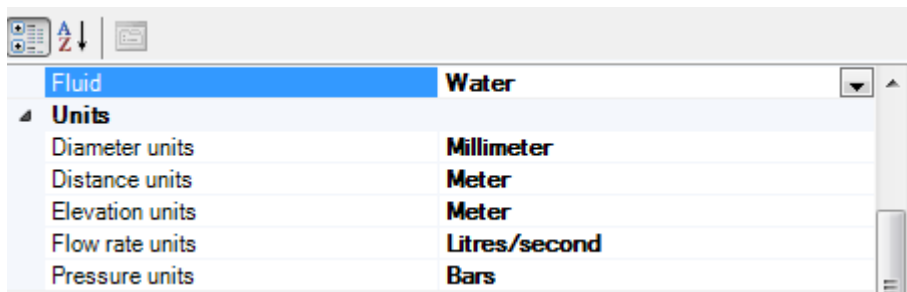 A
Z
Fluid Water
Units
Diameter units Millimeter
Distance units Meter
Elevation units Meter
Flow rate units Litres/second
Pressure units Bars